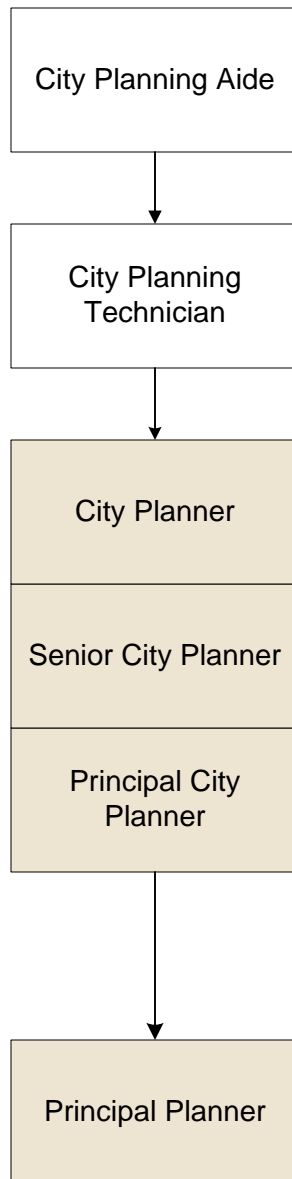 City Planning Aide
City Planning
Technician
City Planner
Senior City Planner
Principal City
Planner
Principal Planner